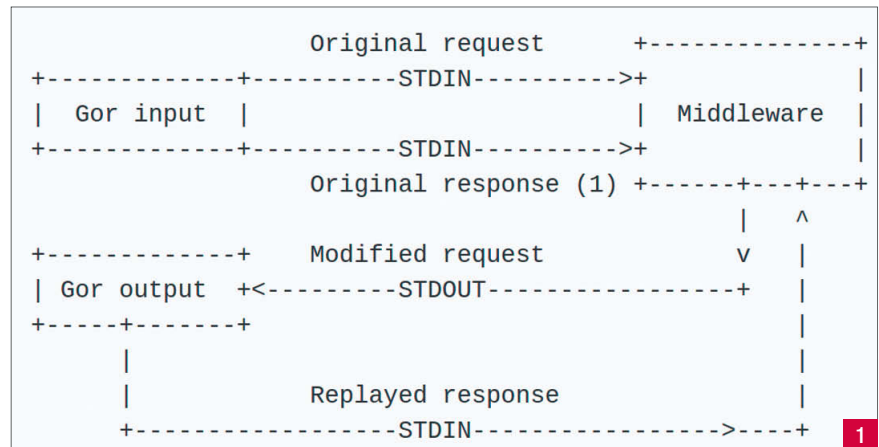 Original request      +--------------+
+-------------+----------STDIN---------->+              |
|  Gor input  |                          |  Middleware  |
+-------------+----------STDIN---------->+              |
                  Original response (1) +------+---+---+
                                               |   ^
+-------------+    Modified request            v   |
| Gor output  +<---------STDOUT-----------------+   |
+-----+-------+                                    |
      |                                            |
      |            Replayed response               |
      +------------------STDIN----------------->----+
1